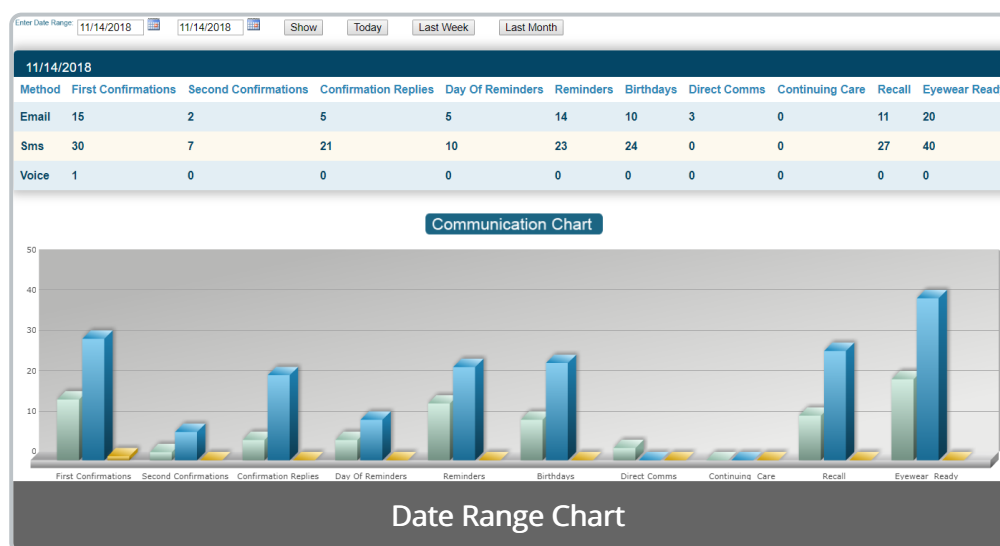 Enter Date Range: 11/14/2018 11/14/2018 Show Today Last Week Last Month
11/14/2018
Method First Confirmations Second Confirmations Confirmation Replies Day Of Reminders Reminders Birthdays Direct Comms Continuing Care Recall Eyewear Ready
Email 15 2 5 5 14 10 3 0 11 20
Sms 30 7 21 10 23 24 0 0 27 40
Voice 1 0 0 0 0 0 0 0 0 0
Communication Chart
50
40
30
20
10
0
First Confirmations Second Confirmations Confirmation Replies Day Of Reminders Reminders Birthdays Direct Comms Continuing Care Recall Eyewear Ready
Date Range Chart